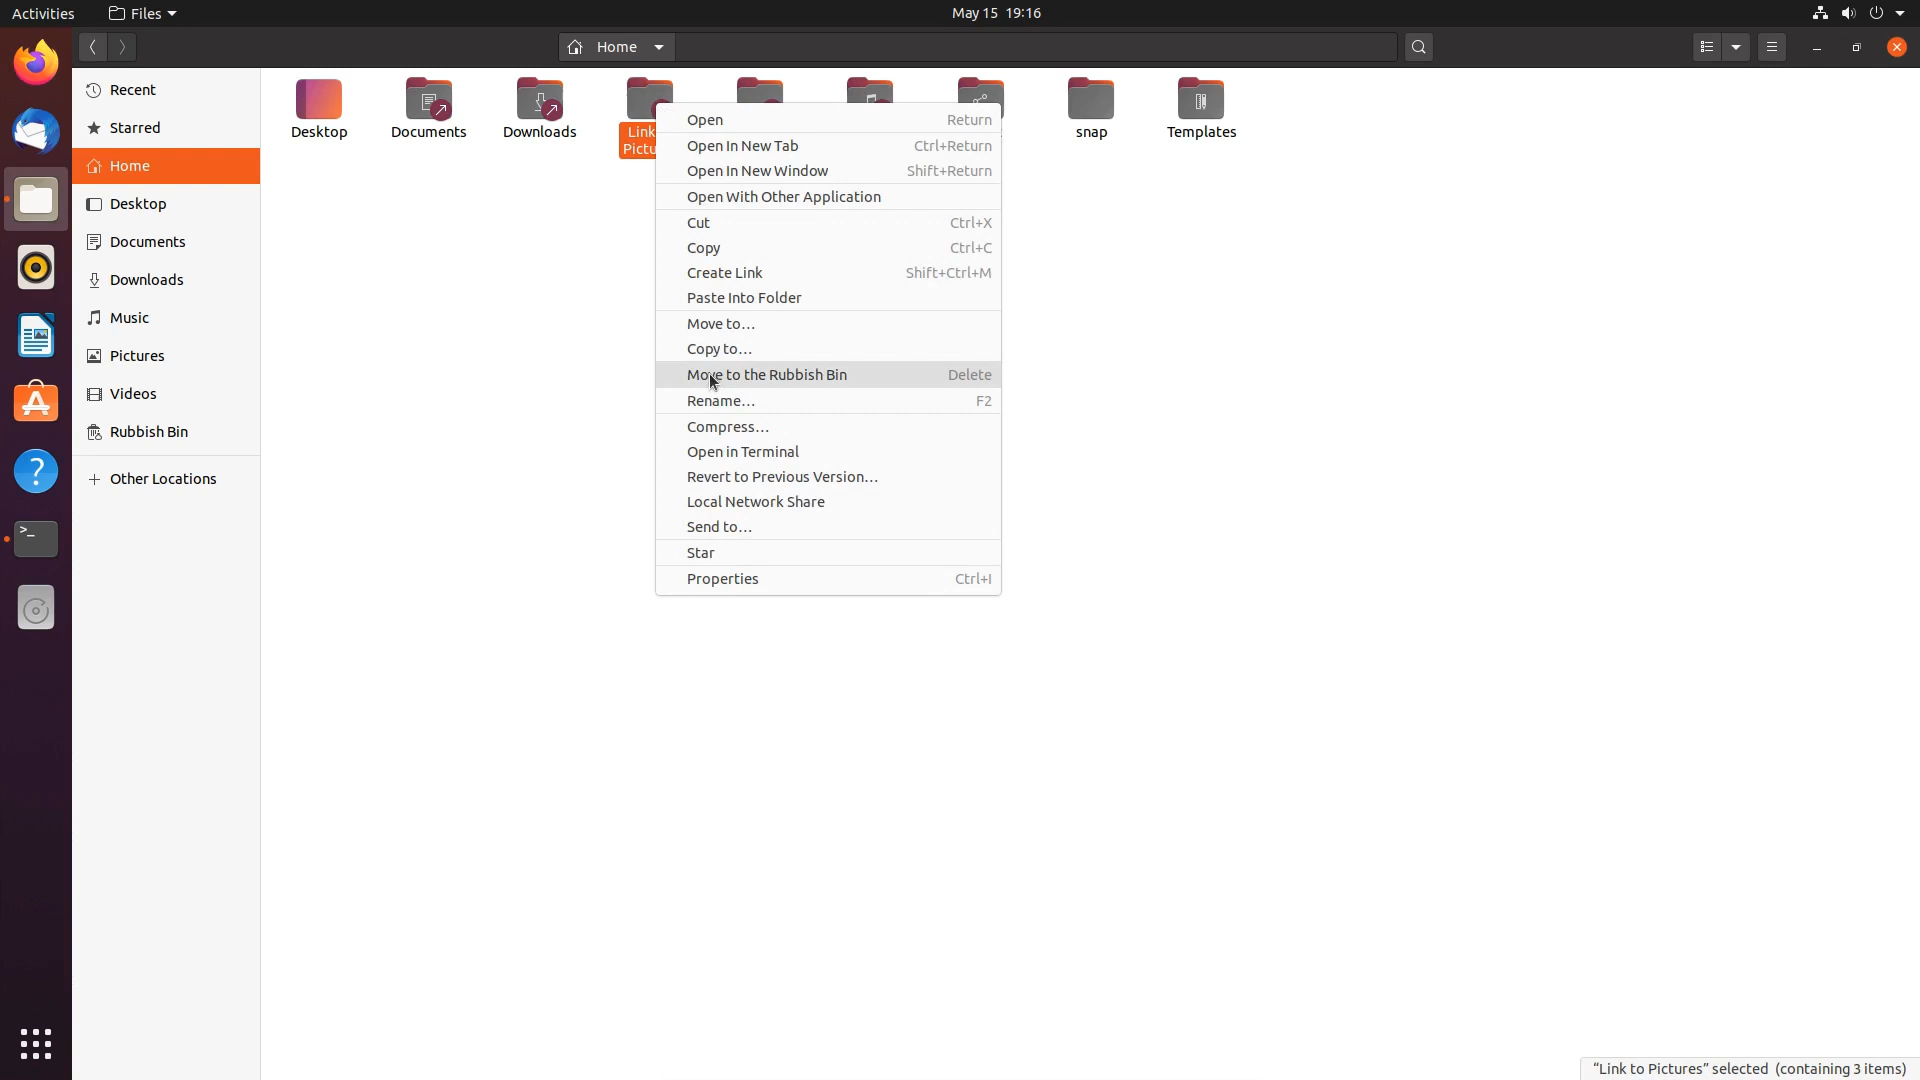 Activities Files May 15 19:16
Home
Recent
Starred
Home
Desktop
Documents
Downloads
Music
Pictures
Videos
Rubbish Bin
Other Locations
Desktop
Documents
Downloads
Link
Pictu
snap
Templates
Open Return
Open In New Tab Ctrl+Return
Open In New Window Shift+Return
Open With Other Application
Cut Ctrl+X
Copy Ctrl+C
Create Link Shift+Ctrl+M
Paste Into Folder
Move to…
Copy to…
Move to the Rubbish Bin Delete
Rename… F2
Compress…
Open in Terminal
Revert to Previous Version…
Local Network Share
Send to…
Star
Properties Ctrl+I
“Link to Pictures” selected (containing 3 items)